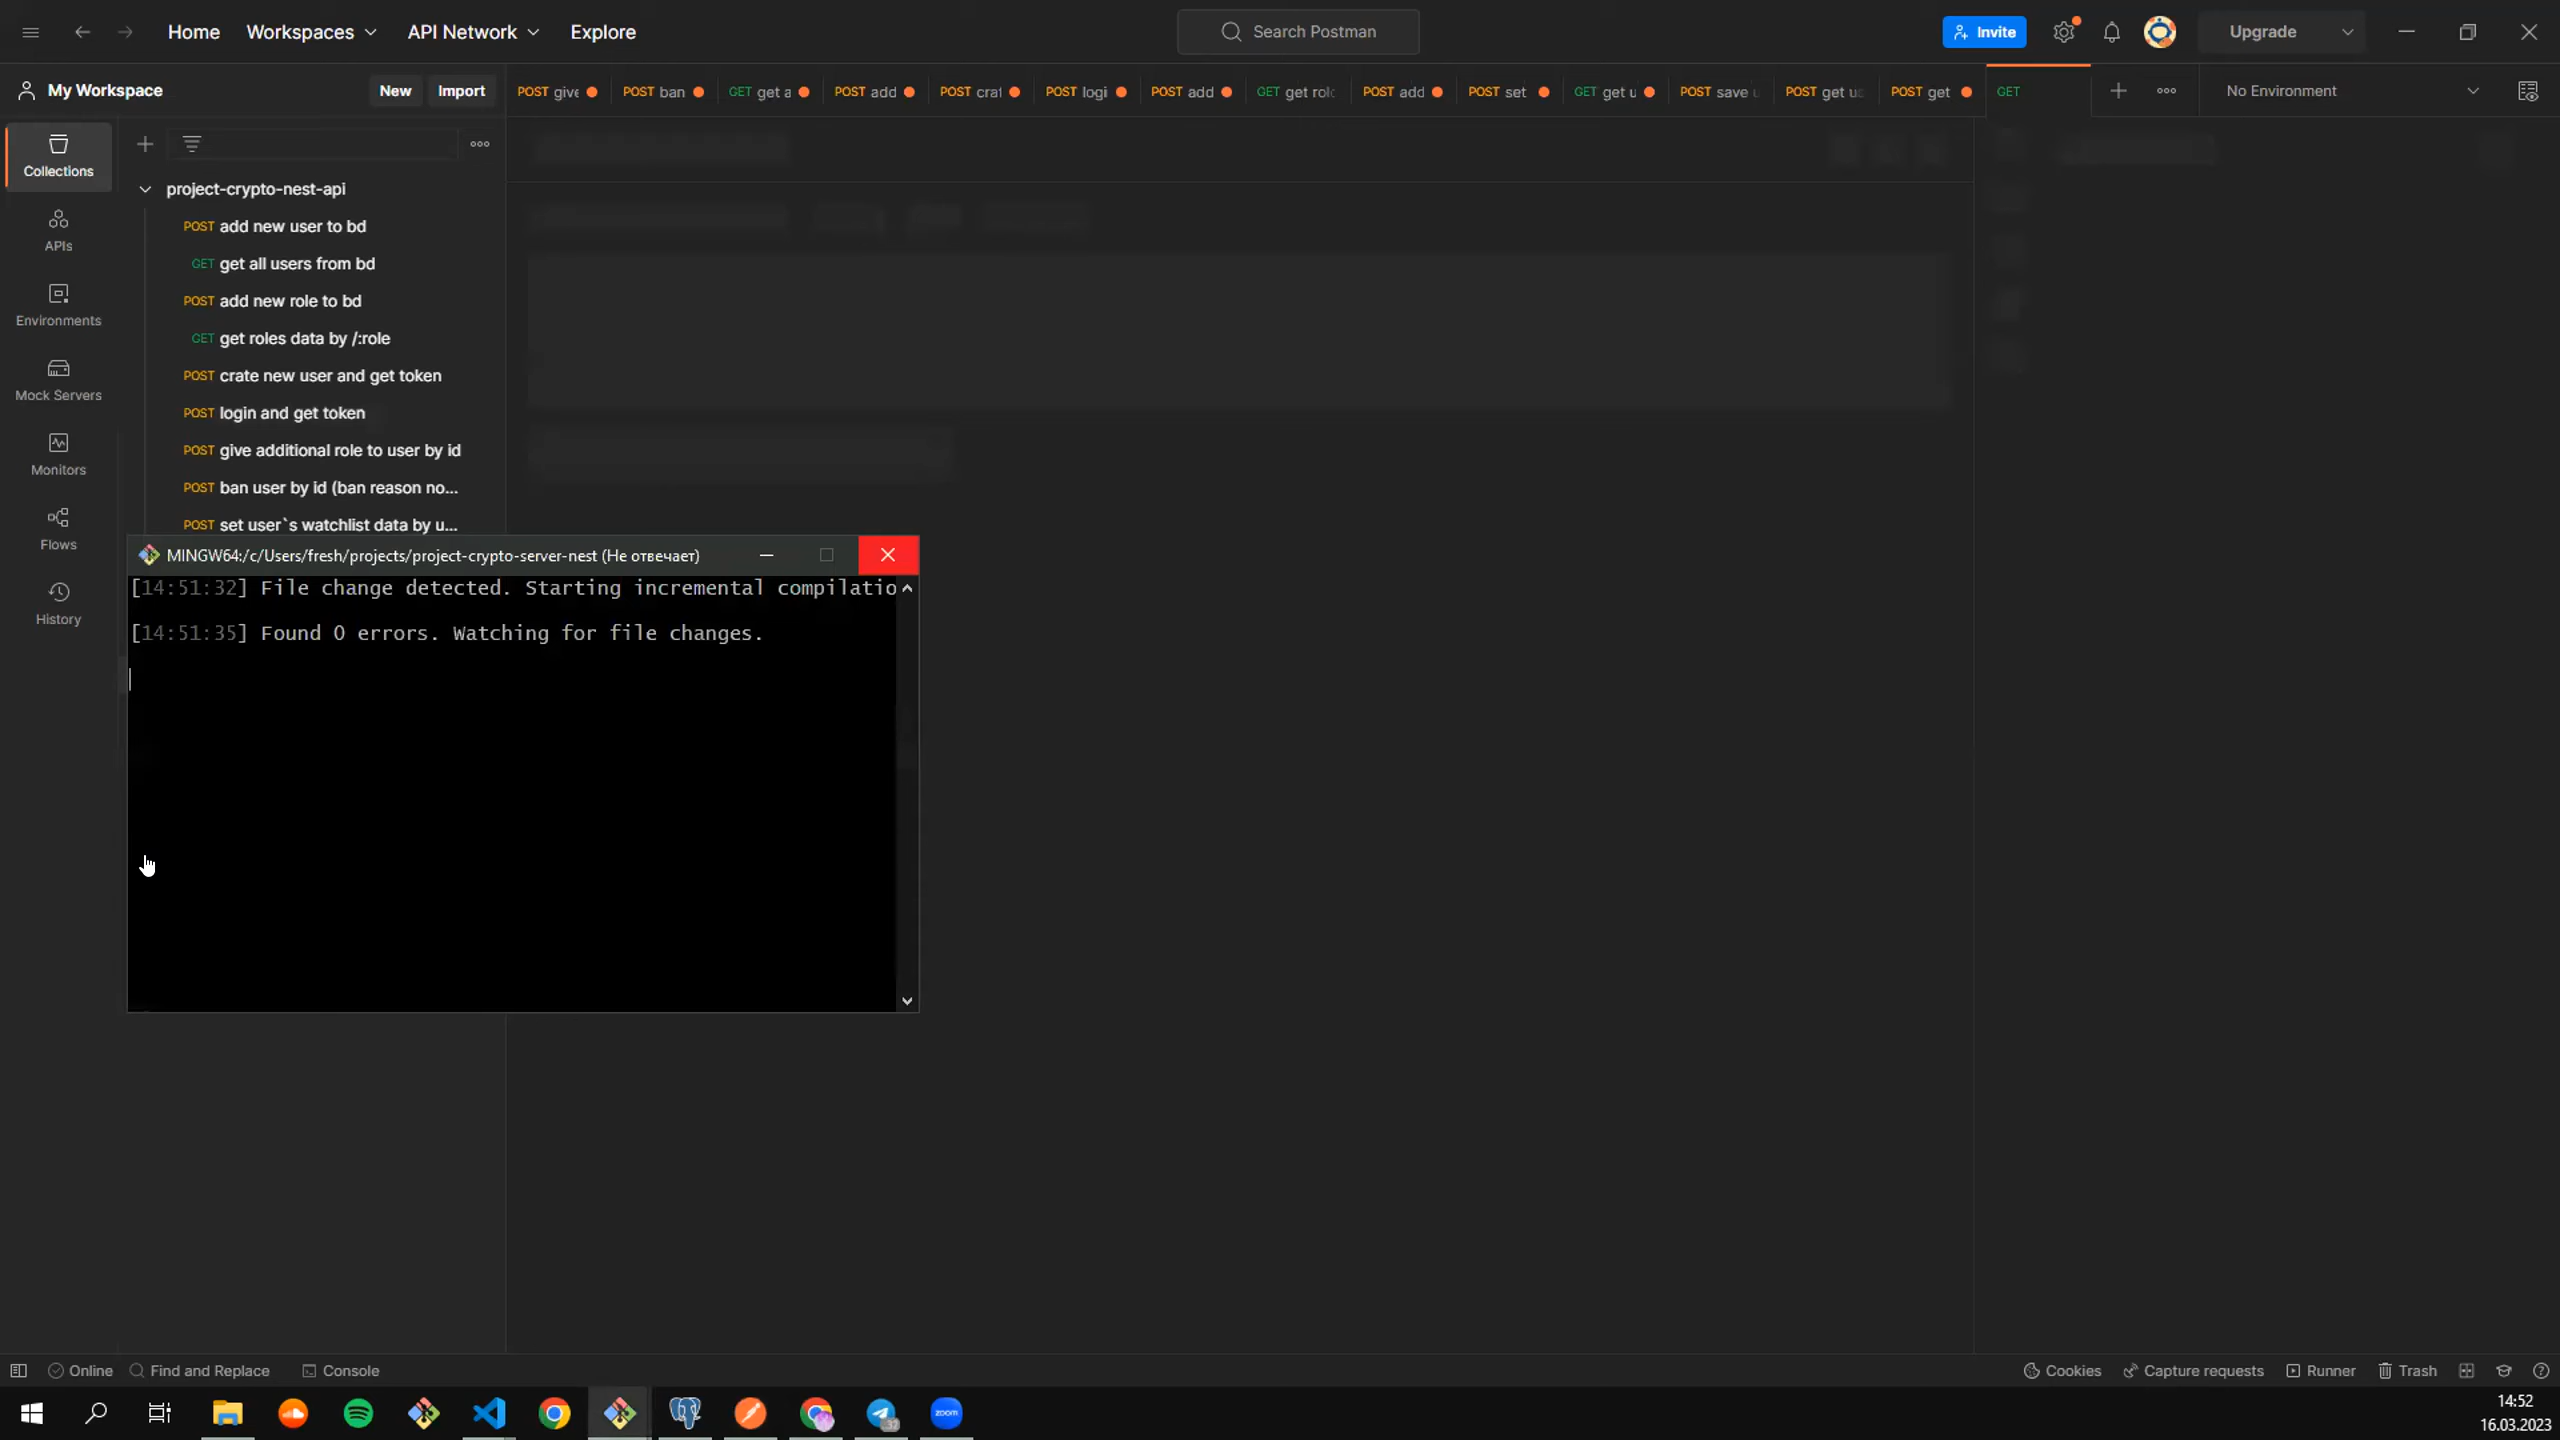 Home Workspaces API Network Explore Search Postman Invite Upgrade
My Workspace New Import
POST give POST ban GET get a POST add POST crat POST logi POST add GET get rol POST add POST set GET get u POST save u POST get us POST get GET No Environment
Collections
APIs
Environments
Mock Servers
Monitors
Flows
History
project-crypto-nest-api
POST add new user to bd
GET get all users from bd
POST add new role to bd
GET get roles data by /:role
POST crate new user and get token
POST login and get token
POST give additional role to user by id
POST ban user by id (ban reason no...
POST set user`s watchlist data by u...
MINGW64:/c/Users/fresh/projects/project-crypto-server-nest (Не отвечает)
[14:51:32] File change detected. Starting incremental compilatio
[14:51:35] Found 0 errors. Watching for file changes.
Online Find and Replace Console Cookies Capture requests Runner Trash
zoom
14:52
16.03.2023